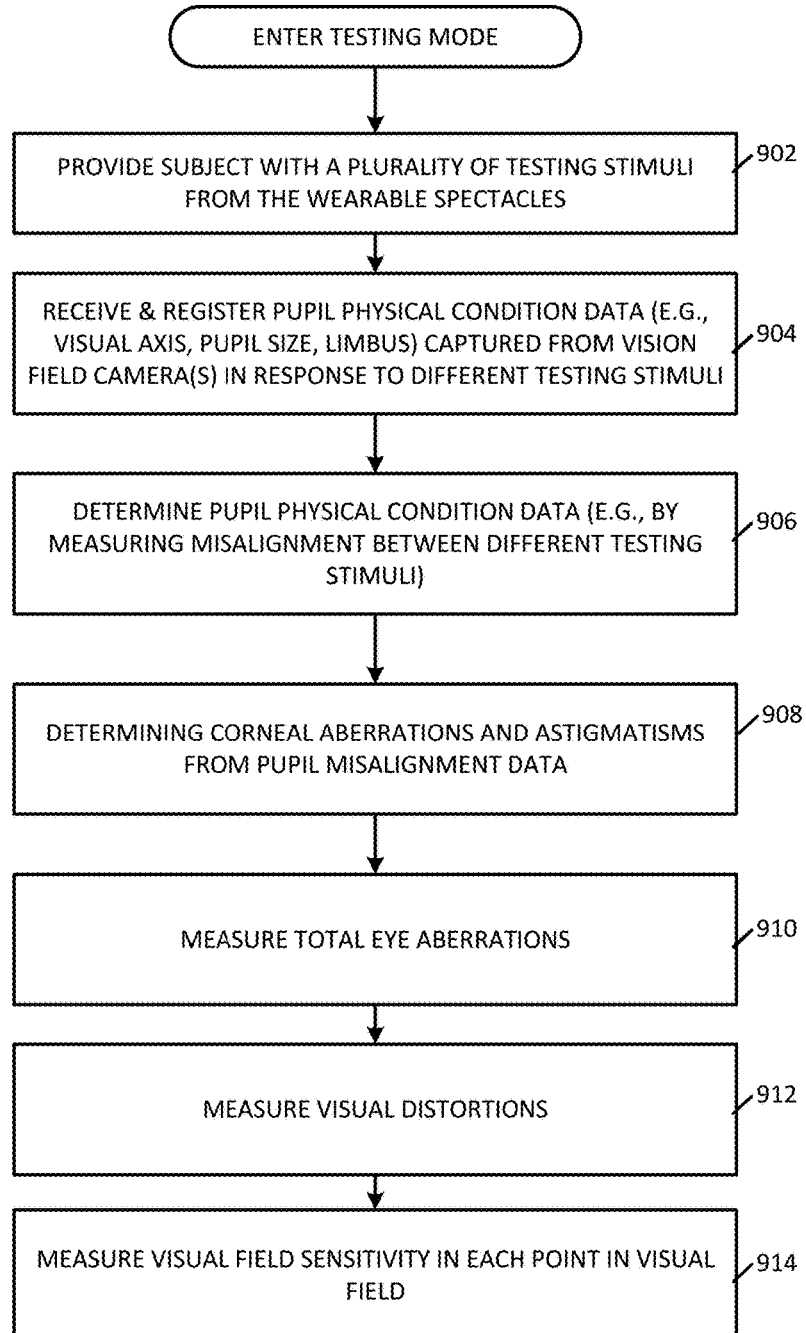 ENTER TESTING MODE
PROVIDE SUBJECT WITH A PLURALITY OF TESTING STIMULI
FROM THE WEARABLE SPECTACLES
902
RECEIVE & REGISTER PUPIL PHYSICAL CONDITION DATA (E.G.,
VISUAL AXIS, PUPIL SIZE, LIMBUS) CAPTURED FROM VISION
FIELD CAMERA(S) IN RESPONSE TO DIFFERENT TESTING STIMULI
904
DETERMINE PUPIL PHYSICAL CONDITION DATA (E.G., BY
MEASURING MISALIGNMENT BETWEEN DIFFERENT TESTING
STIMULI)
906
DETERMINING CORNEAL ABERRATIONS AND ASTIGMATISMS
FROM PUPIL MISALIGNMENT DATA
908
MEASURE TOTAL EYE ABERRATIONS
910
MEASURE VISUAL DISTORTIONS
912
MEASURE VISUAL FIELD SENSITIVITY IN EACH POINT IN VISUAL
FIELD
914